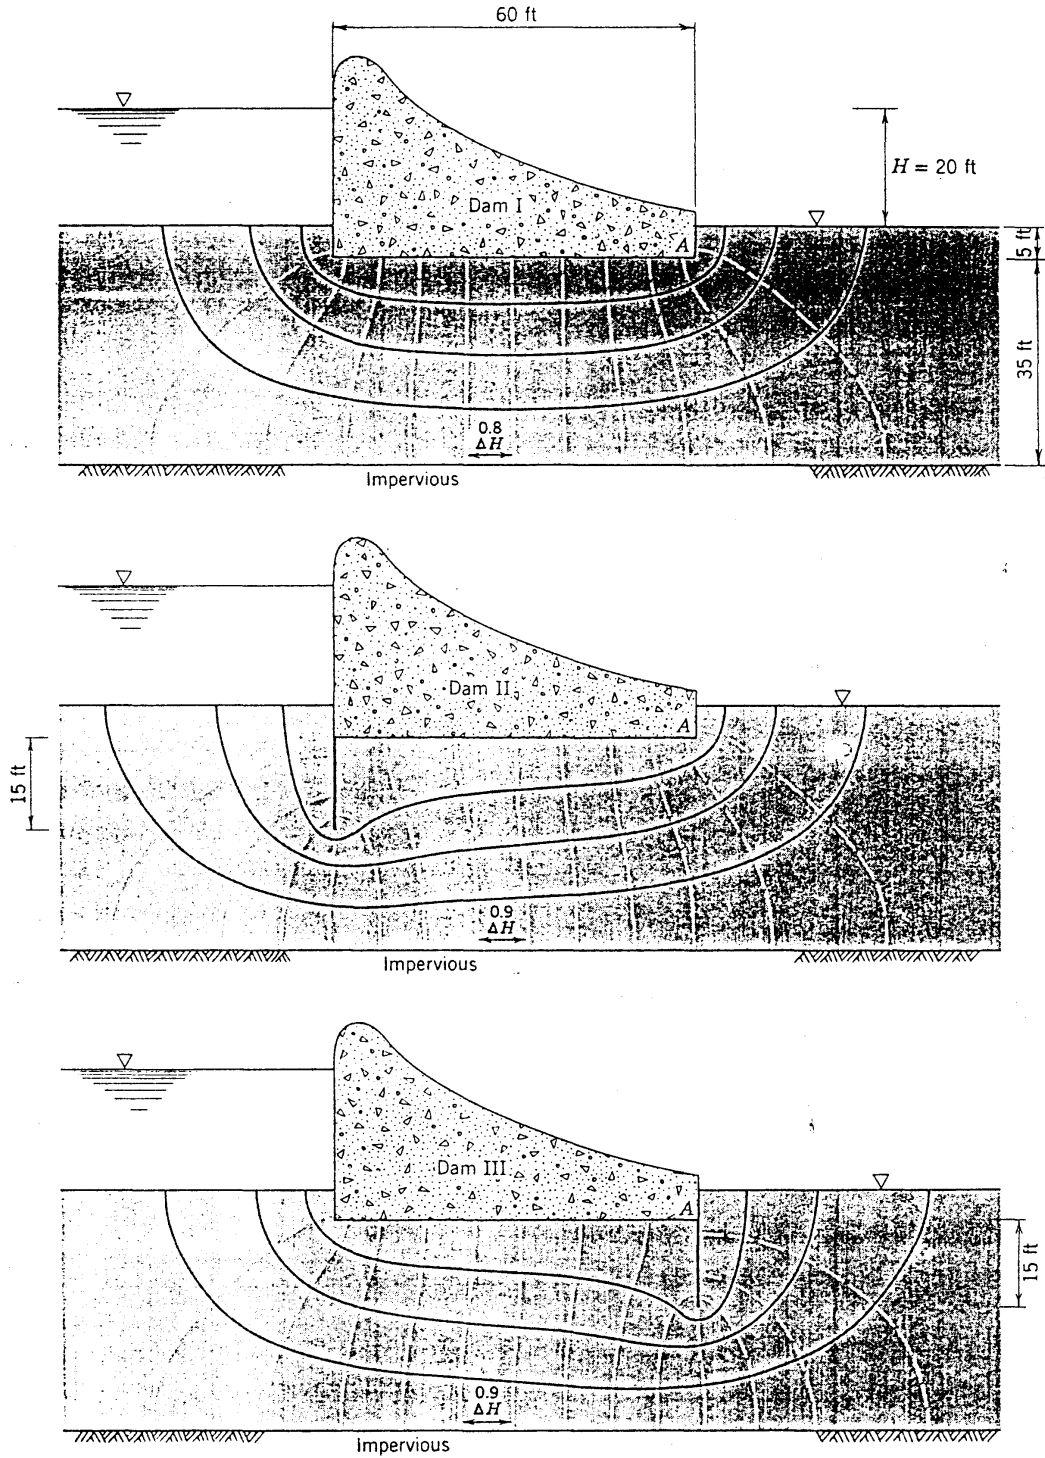 60 ft
H = 20 ft
Dam I
A
5 ft
35 ft
0.8
ΔH
Impervious
Dam II
A
15 ft
0.9
ΔH
Impervious
Dam III
A
15 ft
0.9
ΔH
Impervious